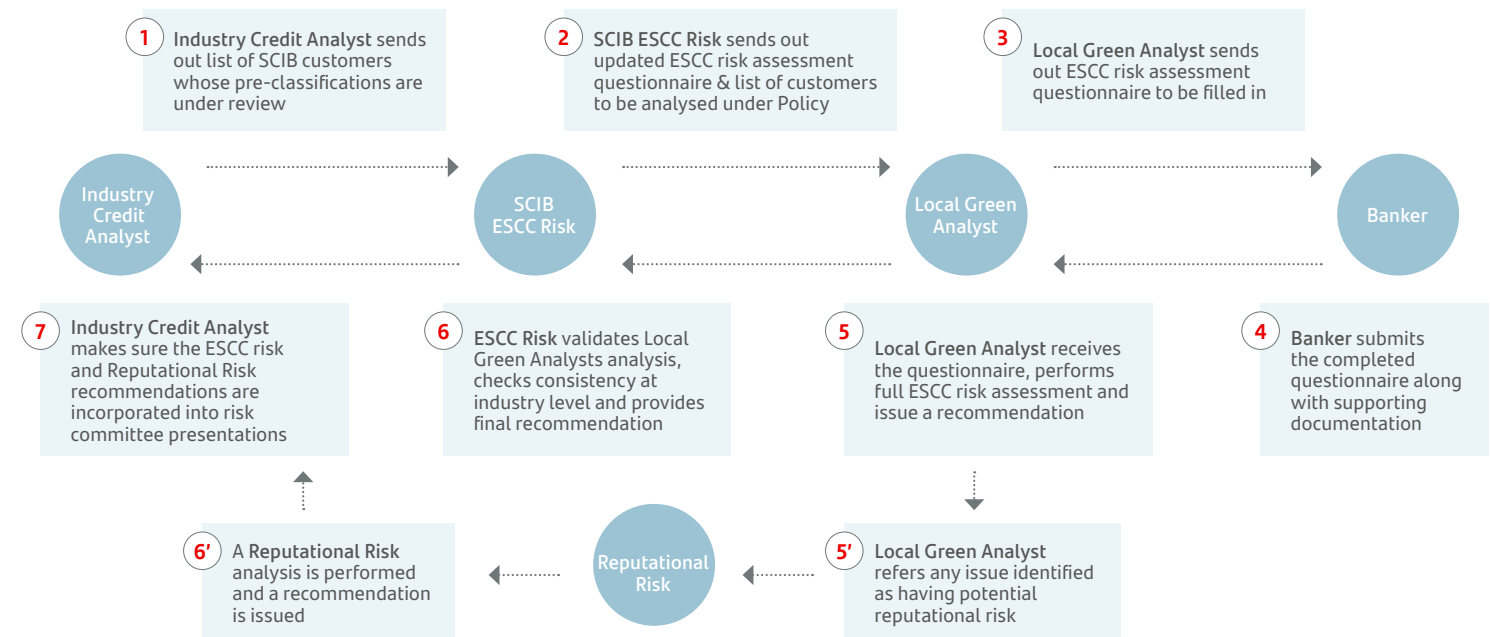 1
Industry Credit Analyst sends
out list of SCIB customers
whose pre-classifications are
under review
2
SCIB ESCC Risk sends out
updated ESCC risk assessment
questionnaire & list of customers
to be analysed under Policy
3
Local Green Analyst sends
out ESCC risk assessment
questionnaire to be filled in
Industry
Credit
Analyst
SCIB
ESCC Risk
Local Green
Analyst
Banker
7
Industry Credit Analyst
makes sure the ESCC risk
and Reputational Risk
recommendations are
incorporated into risk
committee presentations
6
ESCC Risk validates Local
Green Analysts analysis,
checks consistency at
industry level and provides
final recommendation
5
Local Green Analyst receives
the questionnaire, performs
full ESCC risk assessment and
issue a recommendation
4
Banker submits
the completed
questionnaire along
with supporting
documentation
6'
A Reputational Risk
analysis is performed
and a recommendation
is issued
Reputational
Risk
5'
Local Green Analyst
refers any issue identified
as having potential
reputational risk